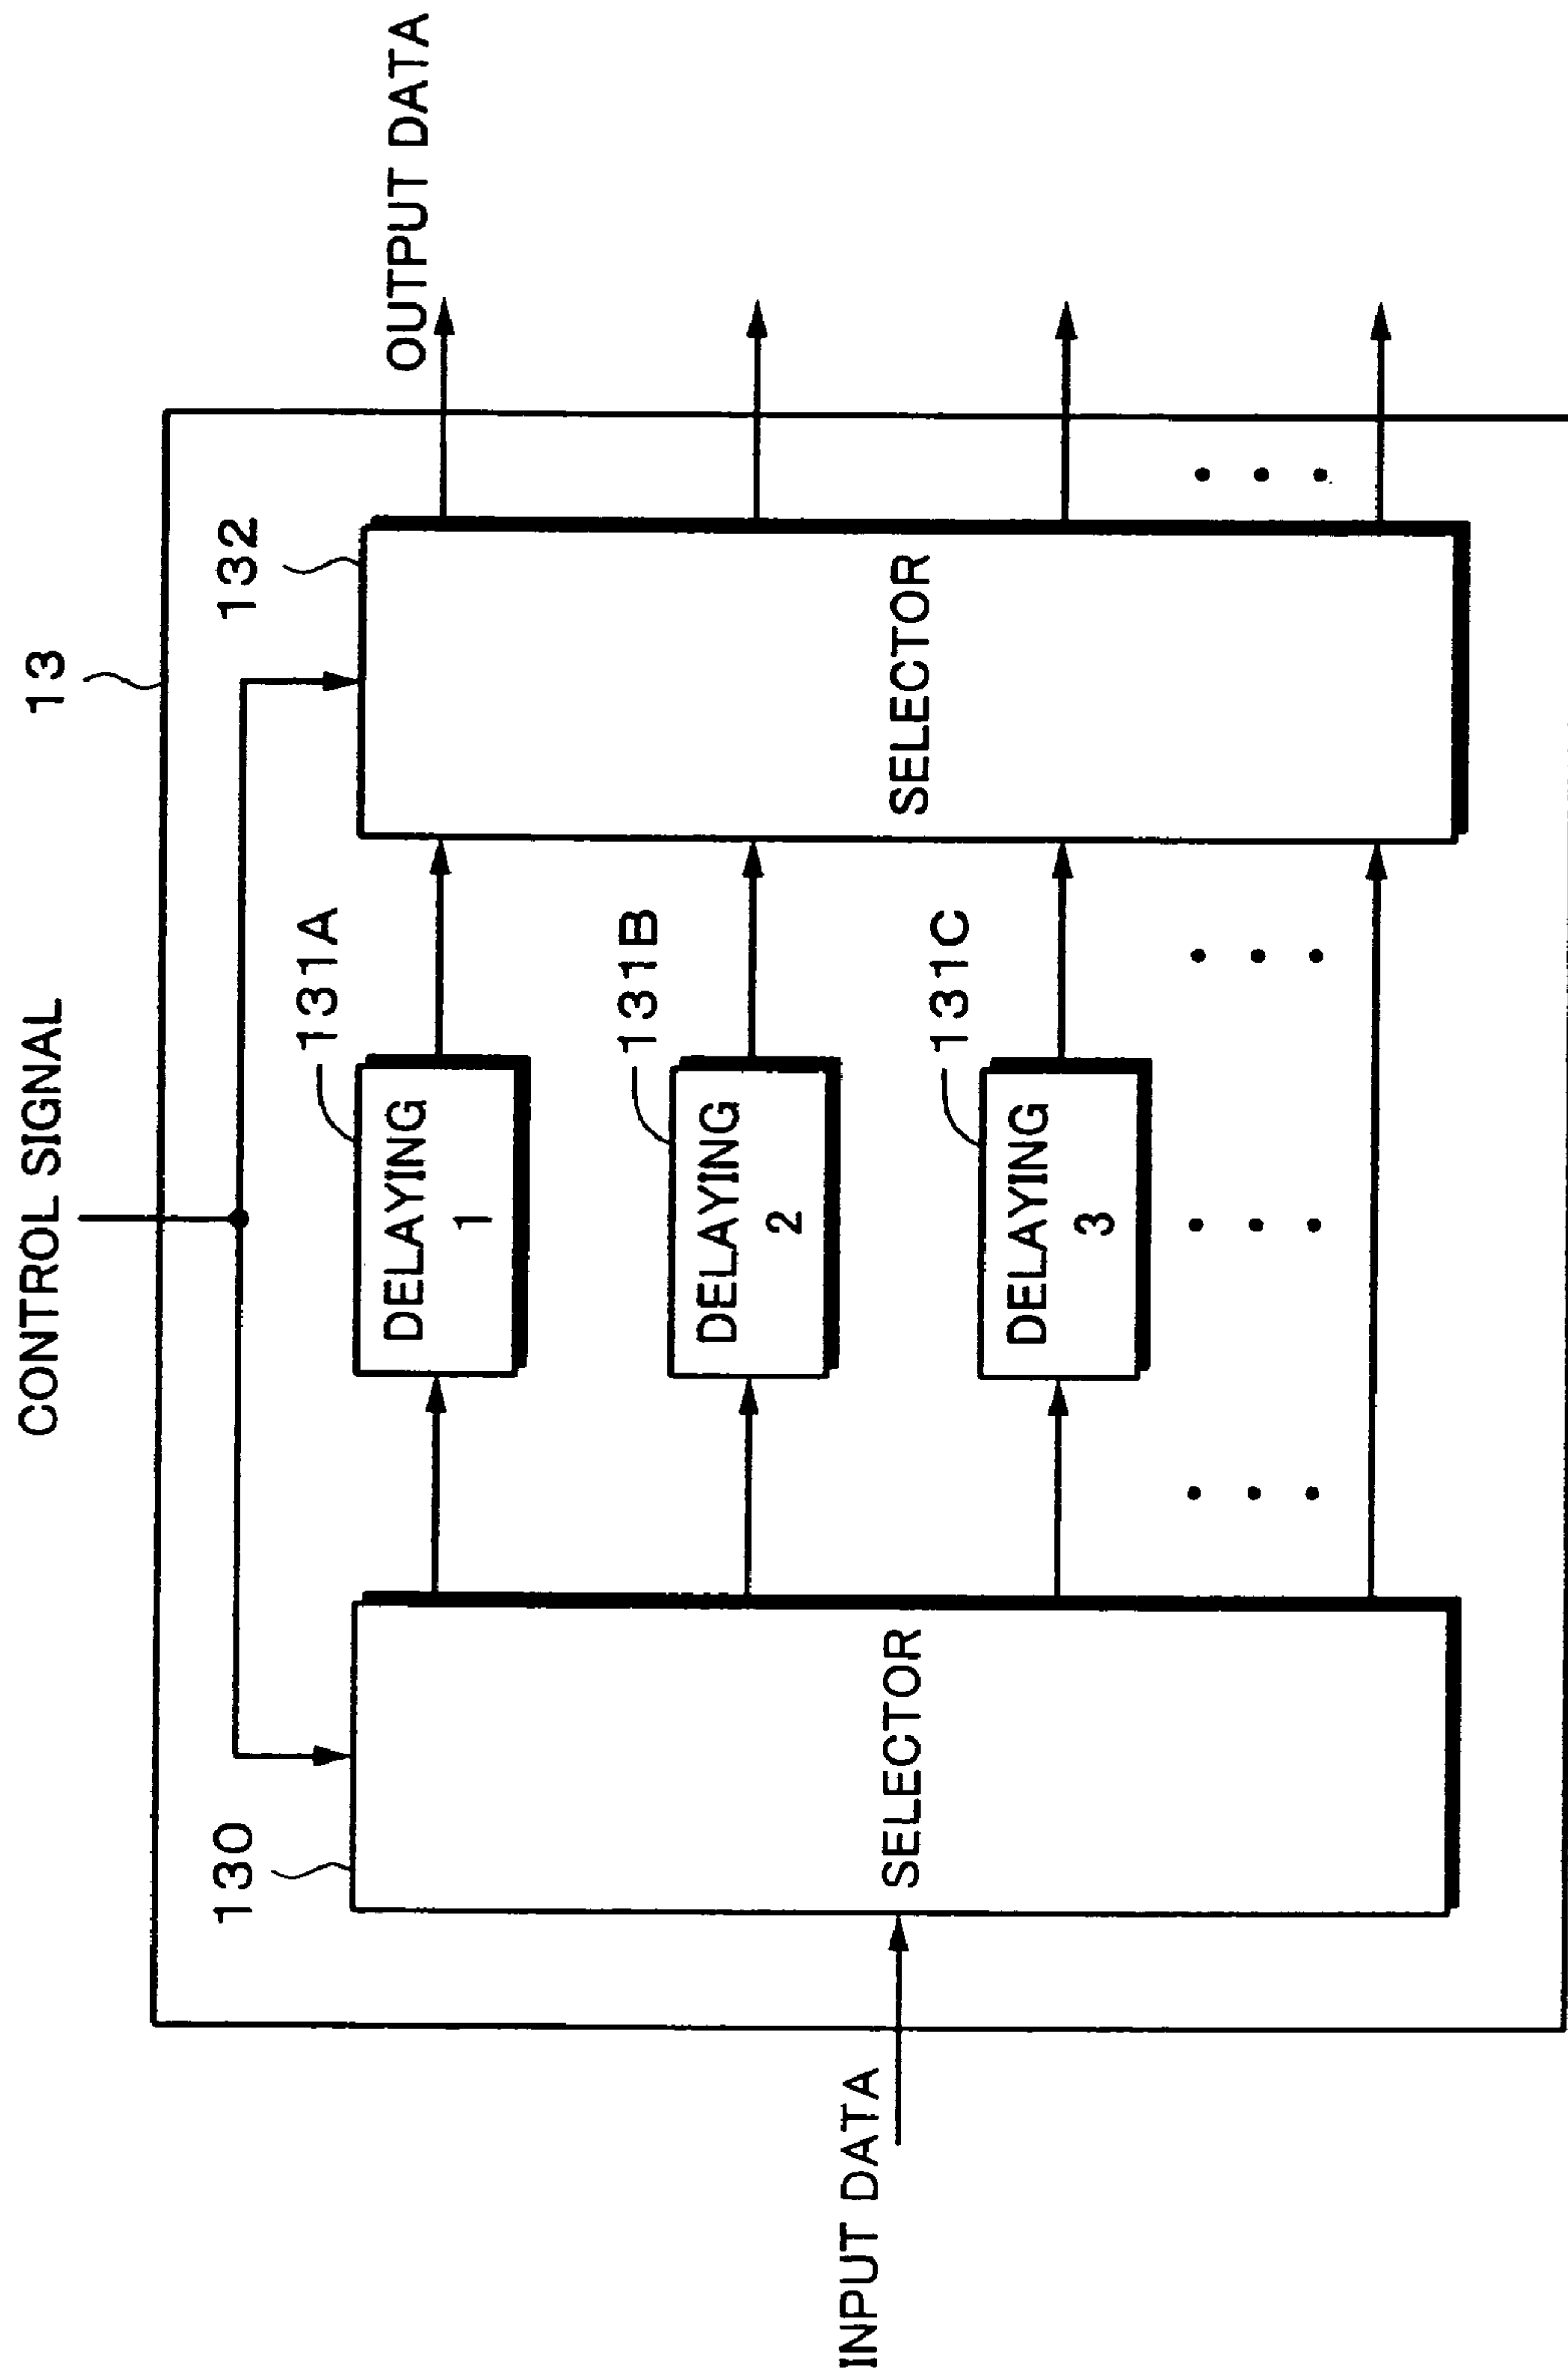 CONTROL SIGNAL
13
130
132
131A
DELAYING
1
131B
DELAYING
2
131C
DELAYING
3
SELECTOR
SELECTOR
INPUT DATA
OUTPUT DATA